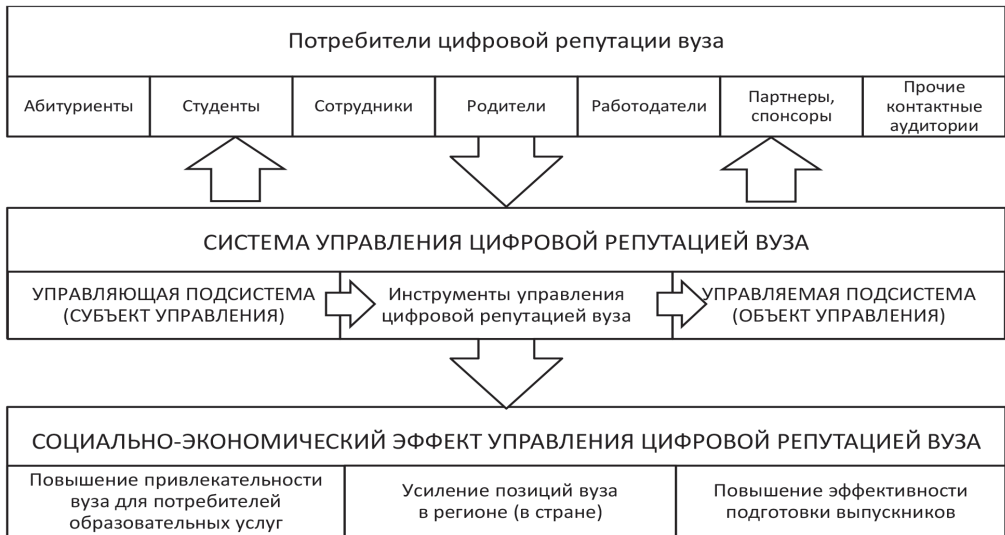 Потребители цифровой репутации вуза
Абитуриенты
Студенты
Сотрудники
Родители
Работодатели
Партнеры,
спонсоры
Прочие
контактные
аудитории
СИСТЕМА УПРАВЛЕНИЯ ЦИФРОВОЙ РЕПУТАЦИЕЙ ВУЗА
УПРАВЛЯЮЩАЯ ПОДСИСТЕМА
(СУБЪЕКТ УПРАВЛЕНИЯ)
Инструменты управления
цифровой репутацией вуза
УПРАВЛЯЕМАЯ ПОДСИСТЕМА
(ОБЪЕКТ УПРАВЛЕНИЯ)
СОЦИАЛЬНО-ЭКОНОМИЧЕСКИЙ ЭФФЕКТ УПРАВЛЕНИЯ ЦИФРОВОЙ РЕПУТАЦИЕЙ ВУЗА
Повышение привлекательности
вуза для потребителей
образовательных услуг
Усиление позиций вуза
в регионе (в стране)
Повышение эффективности
подготовки выпускников